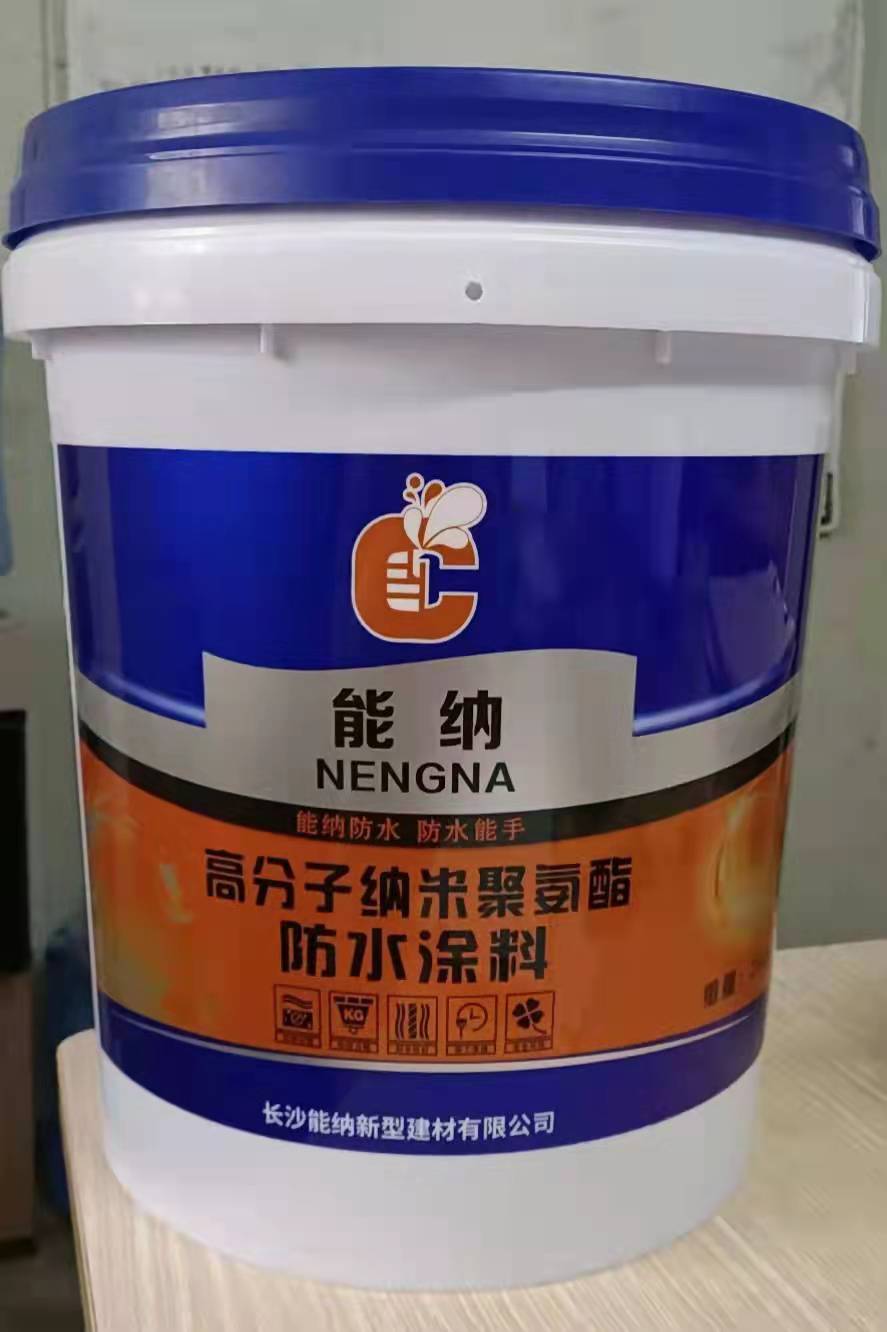 能纳
NENGNA
能纳防水 防水能手
高分子纳米聚氨酯
防水涂料
KG
长沙能纳新型建材有限公司